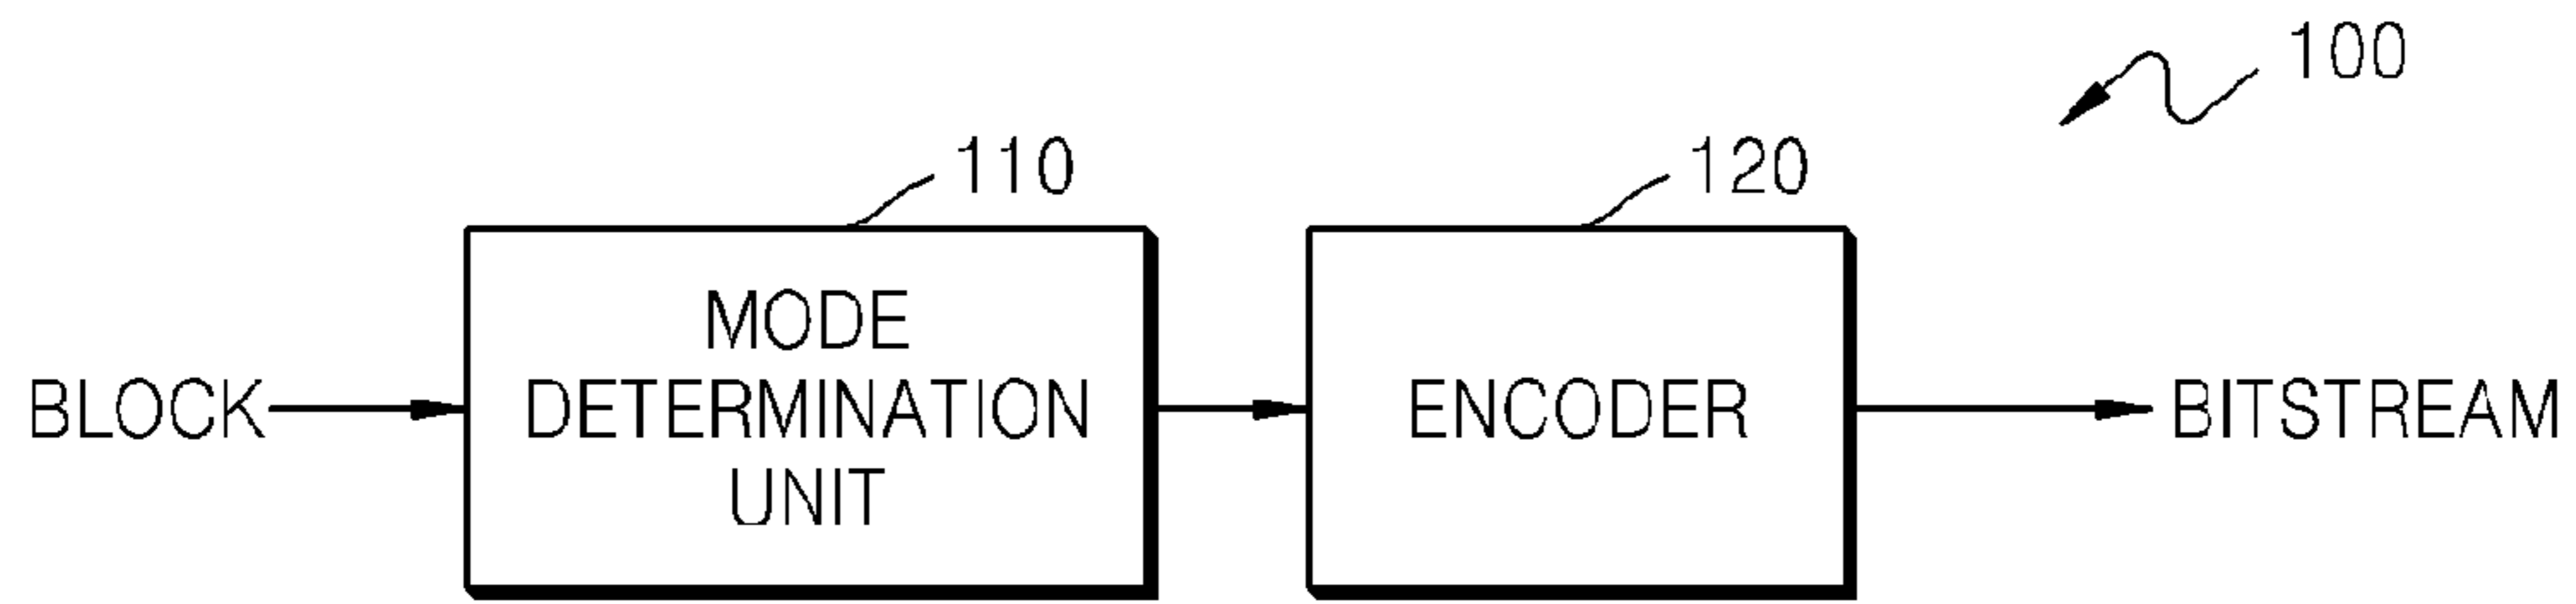 100
110
120
BLOCK
MODE
DETERMINATION
UNIT
ENCODER
BITSTREAM